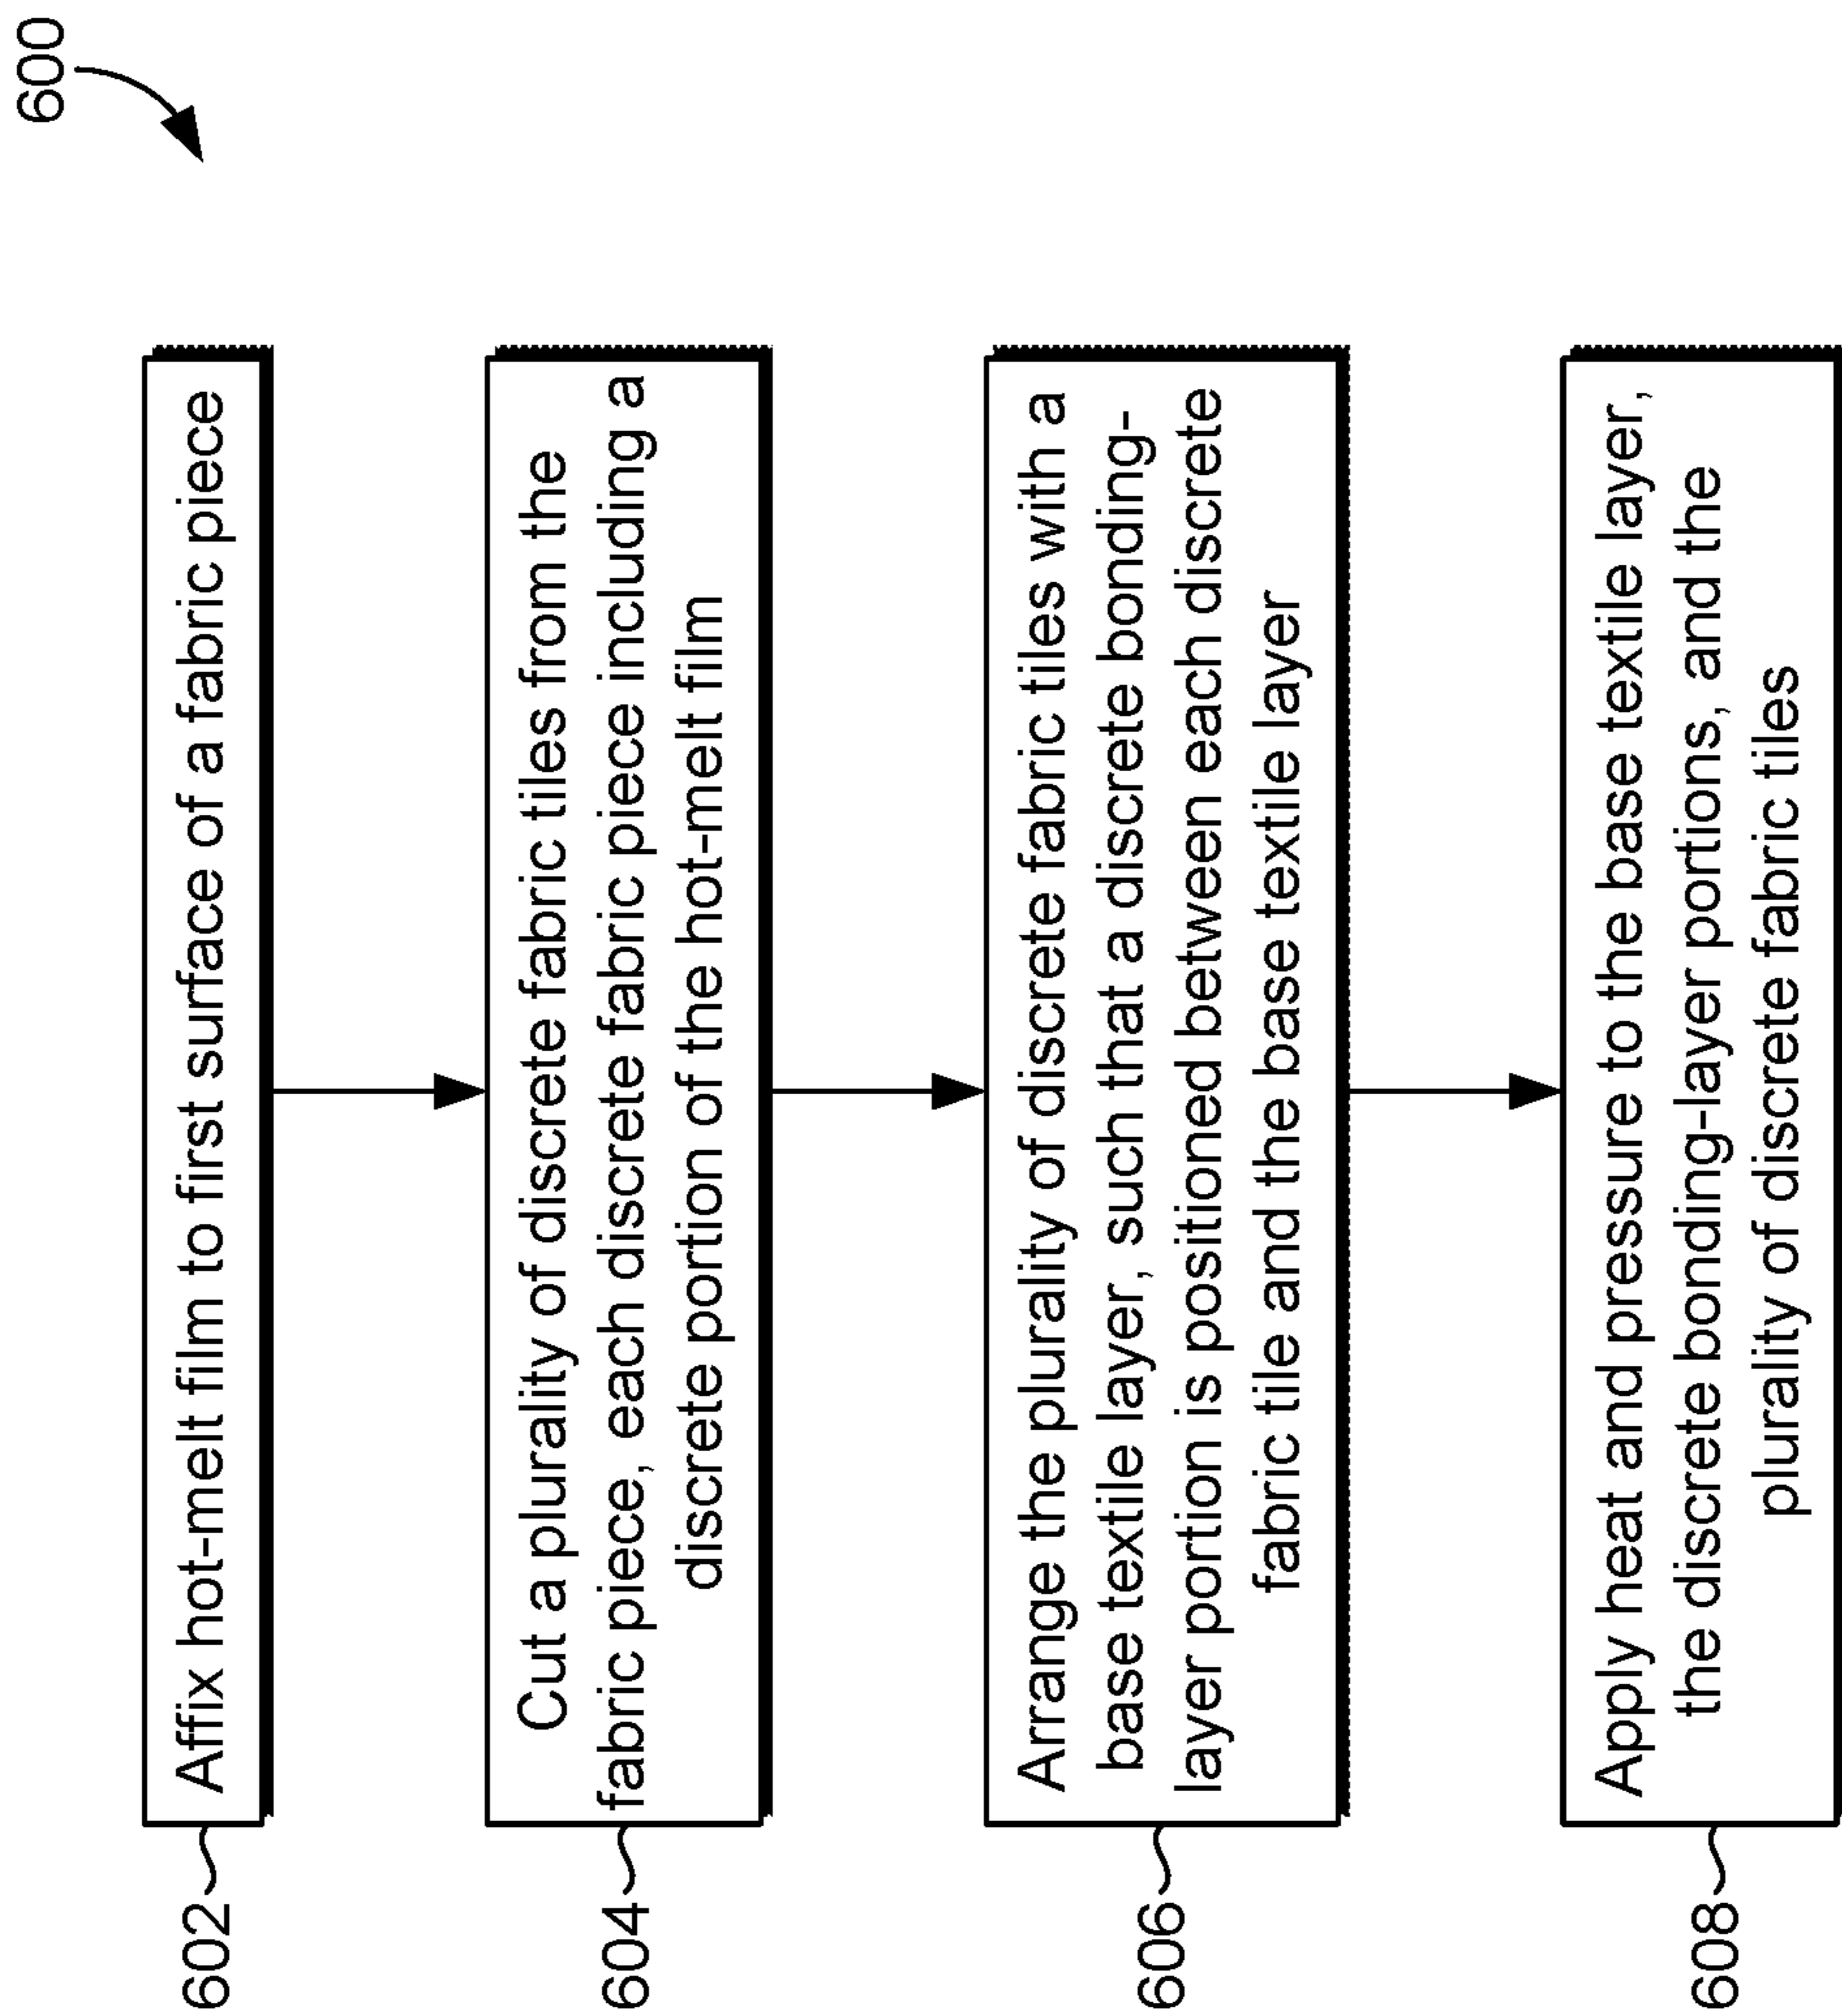 600
602
Affix hot-melt film to first surface of a fabric piece
604
Cut a plurality of discrete fabric tiles from the
fabric piece, each discrete fabric piece including a
discrete portion of the hot-melt film
606
Arrange the plurality of discrete fabric tiles with a
base textile layer, such that a discrete bonding-
layer portion is positioned between each discrete
fabric tile and the base textile layer
608
Apply heat and pressure to the base textile layer,
the discrete bonding-layer portions, and the
plurality of discrete fabric tiles